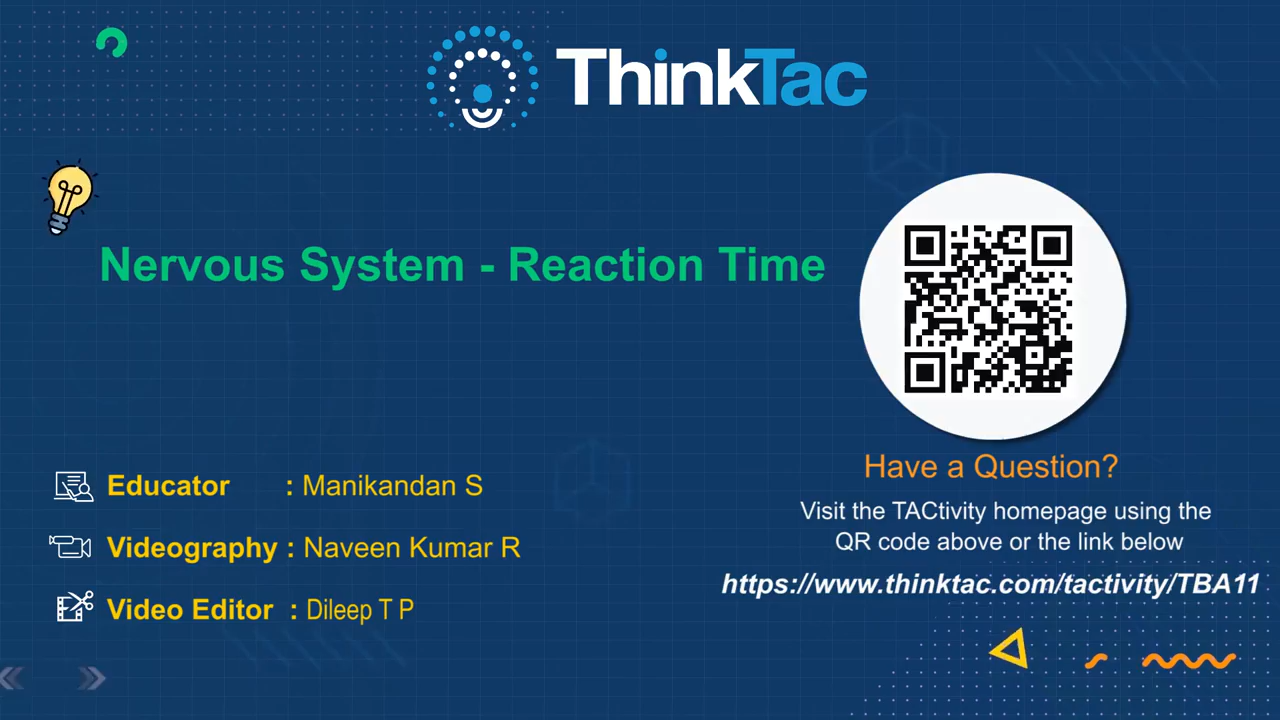 ThinkTac
Nervous System - Reaction Time
Educator : Manikandan S
Videography : Naveen Kumar R
Video Editor : Dileep T P
Have a Question?
Visit the TACtivity homepage using the
QR code above or the link below
https://www.thinktac.com/tactivity/TBA11